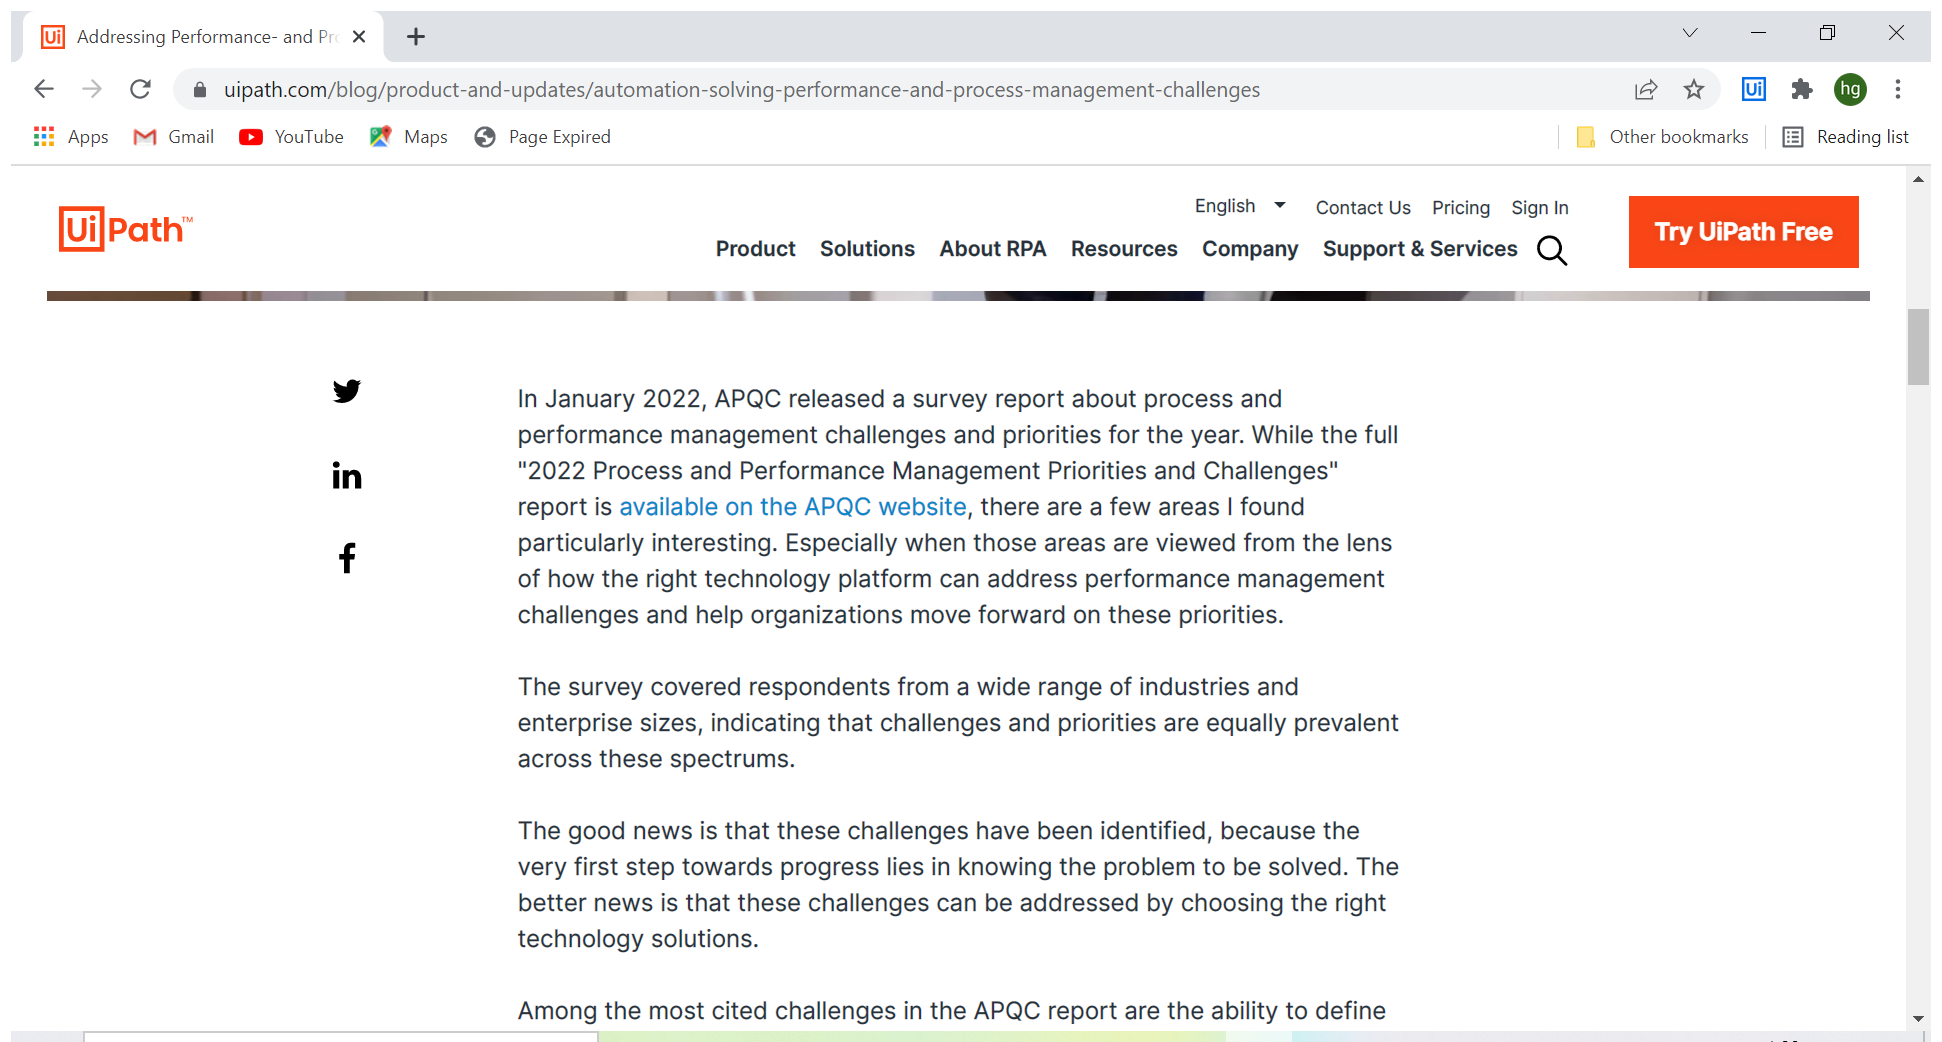 Ui Addressing Performance- and Pr
uipath.com/blog/product-and-updates/automation-solving-performance-and-process-management-challenges
Ui
hg
Apps
Gmail
YouTube
Maps
Page Expired
Other bookmarks
Reading list
UiPath™
English
Contact Us
Pricing
Sign In
Try UiPath Free
Product
Solutions
About RPA
Resources
Company
Support & Services
in
f
In January 2022, APQC released a survey report about process and
performance management challenges and priorities for the year. While the full
"2022 Process and Performance Management Priorities and Challenges"
report is available on the APQC website, there are a few areas I found
particularly interesting. Especially when those areas are viewed from the lens
of how the right technology platform can address performance management
challenges and help organizations move forward on these priorities.
The survey covered respondents from a wide range of industries and
enterprise sizes, indicating that challenges and priorities are equally prevalent
across these spectrums.
The good news is that these challenges have been identified, because the
very first step towards progress lies in knowing the problem to be solved. The
better news is that these challenges can be addressed by choosing the right
technology solutions.
Among the most cited challenges in the APQC report are the ability to define